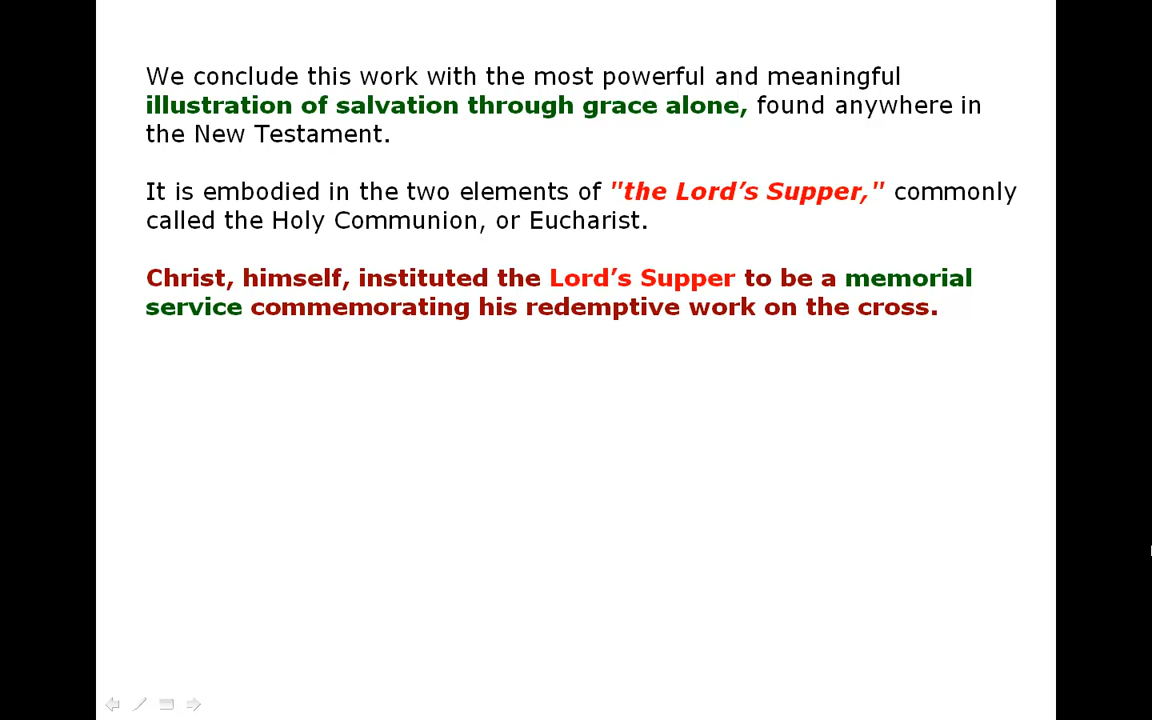 We conclude this work with the most powerful and meaningful
illustration of salvation through grace alone, found anywhere in
the New Testament.
It is embodied in the two elements of "the Lord’s Supper," commonly
called the Holy Communion, or Eucharist.
Christ, himself, instituted the Lord’s Supper to be a memorial
service commemorating his redemptive work on the cross.